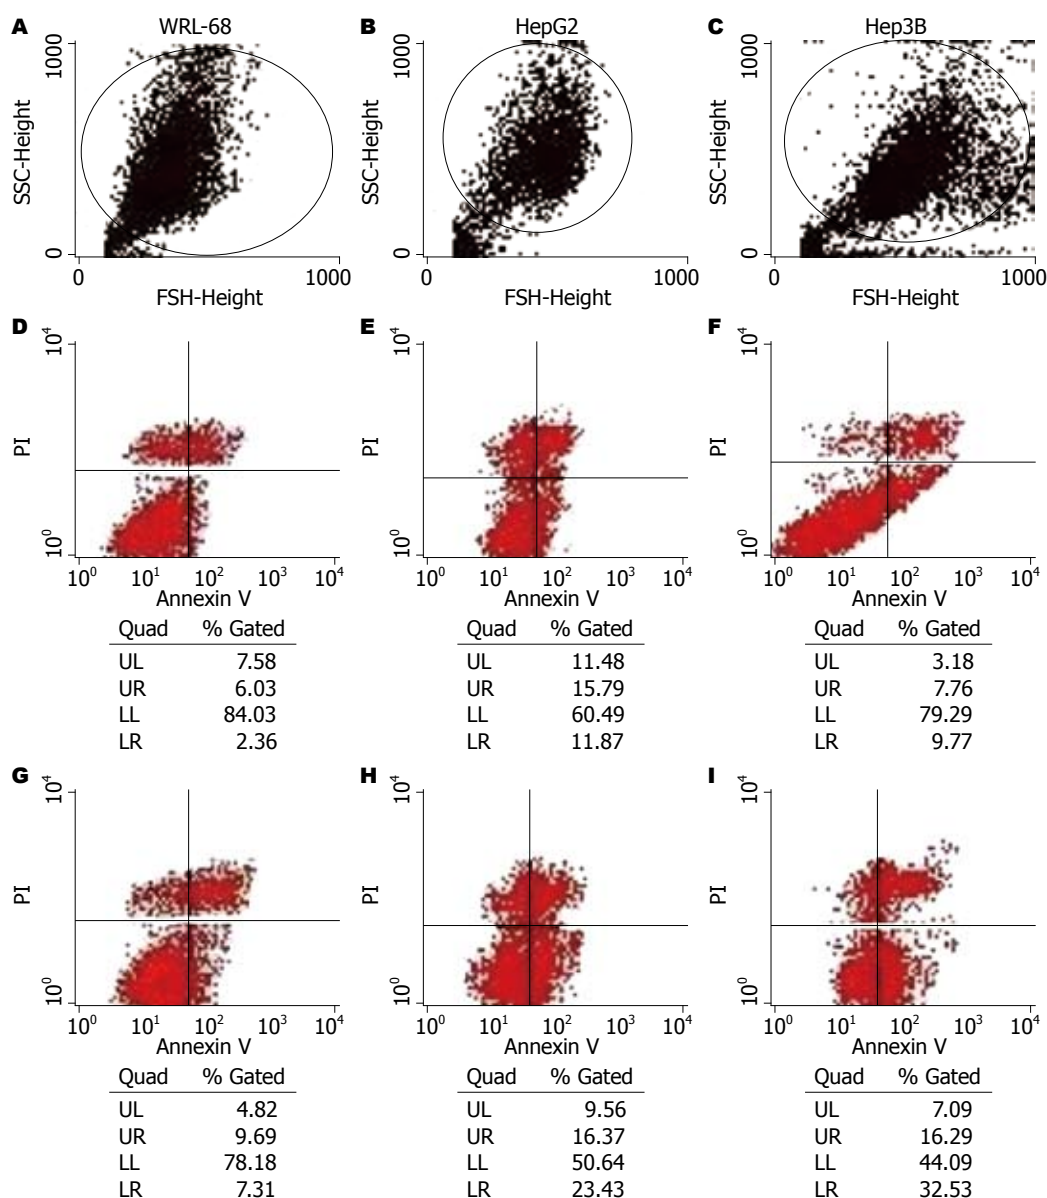 A WRL-68 B HepG2 C Hep3B
1000 1000 1000
SSC-Height SSC-Height SSC-Height
0 0 0
0 1000 0 1000 0 1000
FSH-Height FSH-Height FSH-Height
D E F
10⁴ 10⁴ 10⁴
PI PI PI
10⁰ 10⁰ 10⁰
10⁰ 10¹ 10² 10³ 10⁴ 10⁰ 10¹ 10² 10³ 10⁴ 10⁰ 10¹ 10² 10³ 10⁴
Annexin V Annexin V Annexin V
Quad % Gated Quad % Gated Quad % Gated
UL 7.58 UL 11.48 UL 3.18
UR 6.03 UR 15.79 UR 7.76
LL 84.03 LL 60.49 LL 79.29
LR 2.36 LR 11.87 LR 9.77
G H I
10⁴ 10⁴ 10⁴
PI PI PI
10⁰ 10⁰ 10⁰
10⁰ 10¹ 10² 10³ 10⁴ 10⁰ 10¹ 10² 10³ 10⁴ 10⁰ 10¹ 10² 10³ 10⁴
Annexin V Annexin V Annexin V
Quad % Gated Quad % Gated Quad % Gated
UL 4.82 UL 9.56 UL 7.09
UR 9.69 UR 16.37 UR 16.29
LL 78.18 LL 50.64 LL 44.09
LR 7.31 LR 23.43 LR 32.53